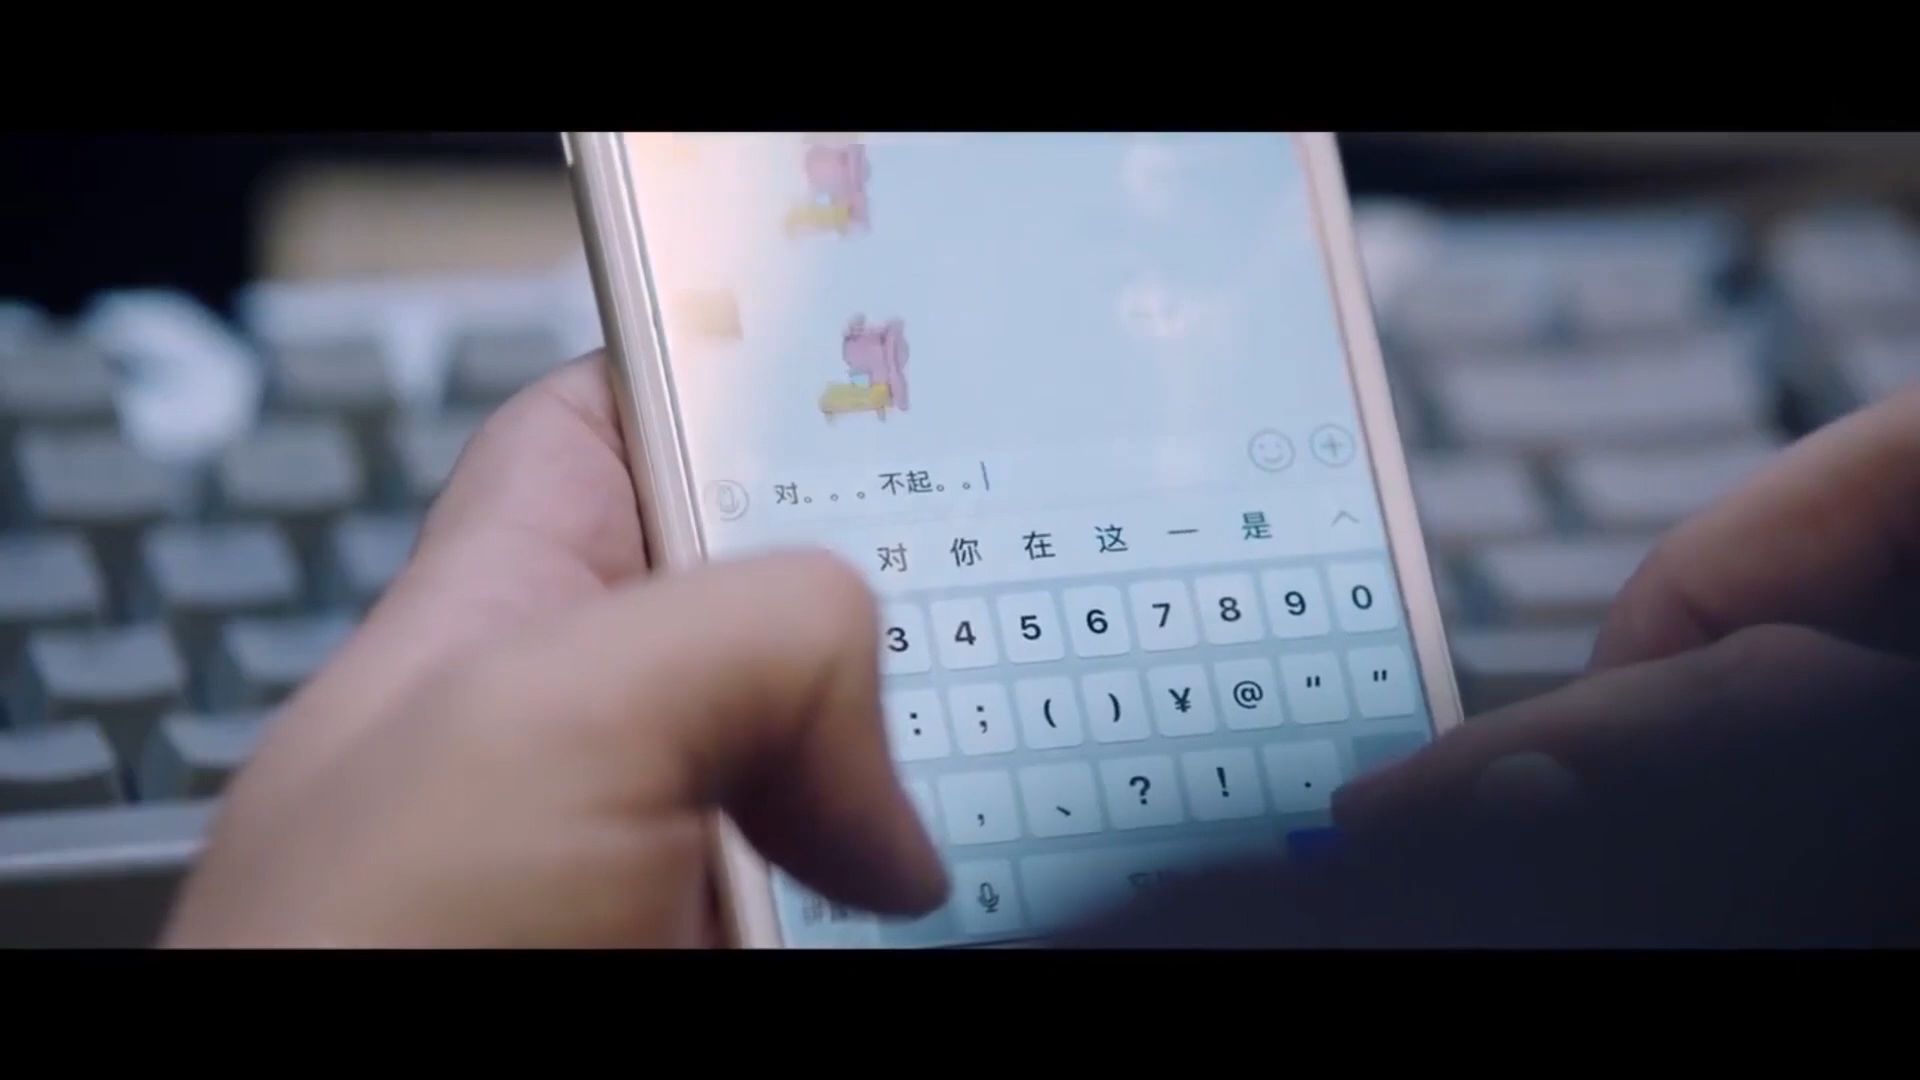 对。。。不起。。
对 你 在 这 一 是
3 4 5 6 7 8 9 0
: ; ( ) ¥ @ " "
, 、 ? ! .